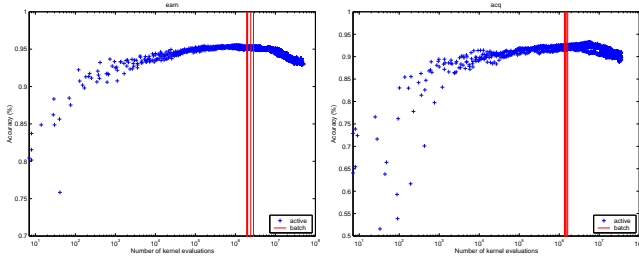 earn
1
0.95
0.9
0.85
0.8
0.75
0.7
Accuracy (%)
10^1 10^2 10^3 10^4 10^5 10^6 10^7 10^8
Number of kernel evaluations
active
batch
acq
1
0.95
0.9
0.85
0.8
0.75
0.7
0.65
0.6
0.55
0.5
Accuracy (%)
10^1 10^2 10^3 10^4 10^5 10^6 10^7 10^8
Number of kernel evaluations
active
batch